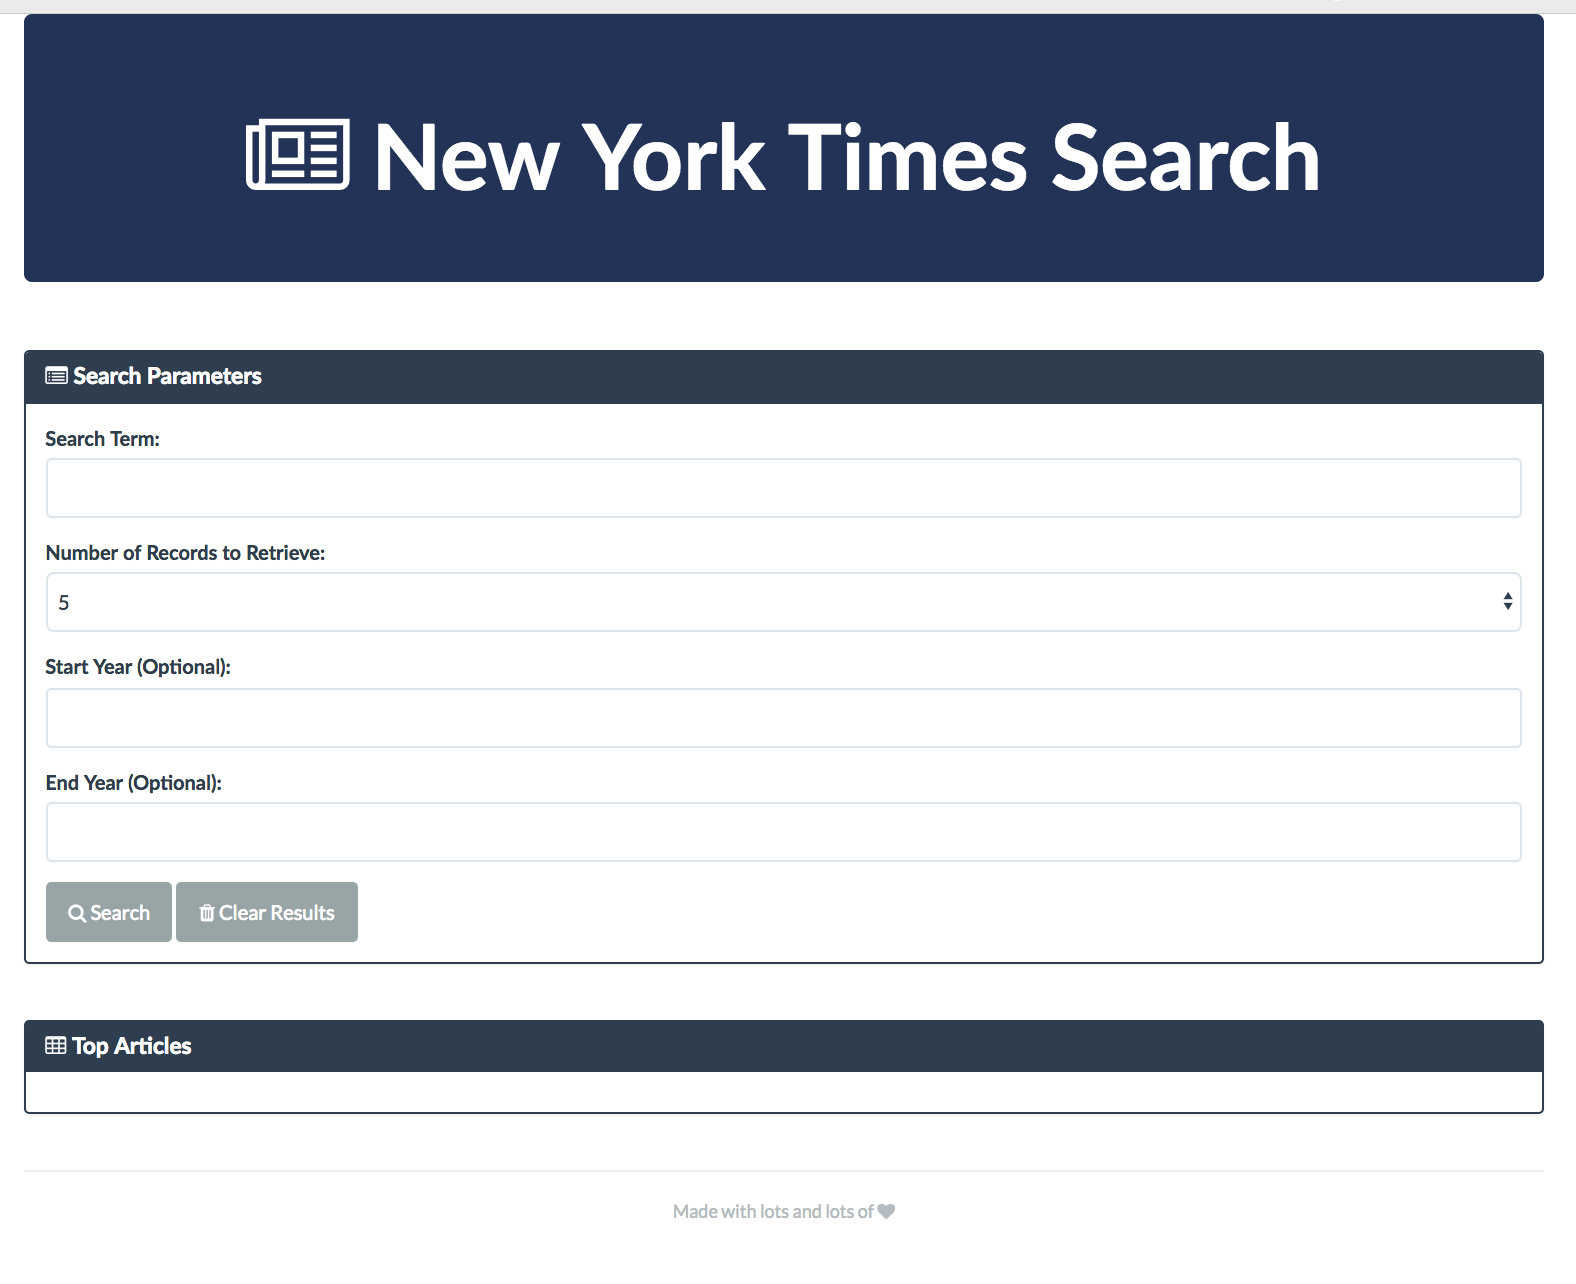 New York Times Search
Search Parameters
Search Term:
Number of Records to Retrieve:
5
Start Year (Optional):
End Year (Optional):
Search
Clear Results
Top Articles
Made with lots and lots of